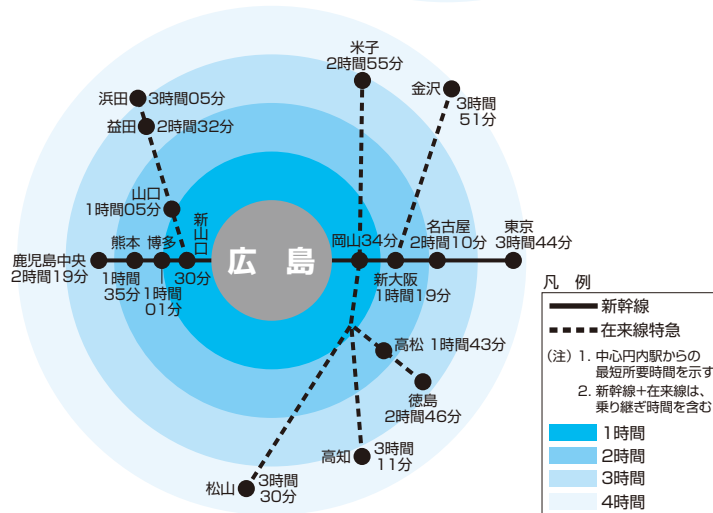 米子
2時間55分
金沢
3時間
51分
浜田
3時間05分
益田
2時間32分
山口
1時間05分
新山口
30分
博多
1時間
01分
熊本
1時間
35分
鹿児島中央
2時間19分
広島
岡山34分
新大阪
1時間19分
名古屋
2時間10分
東京
3時間44分
高松 1時間43分
徳島
2時間46分
高知
3時間
11分
松山
3時間
30分
凡 例
新幹線
在来線特急
(注) 1. 中心円内駅からの
最短所要時間を示す
2. 新幹線+在来線は、
乗り継ぎ時間を含む
1時間
2時間
3時間
4時間